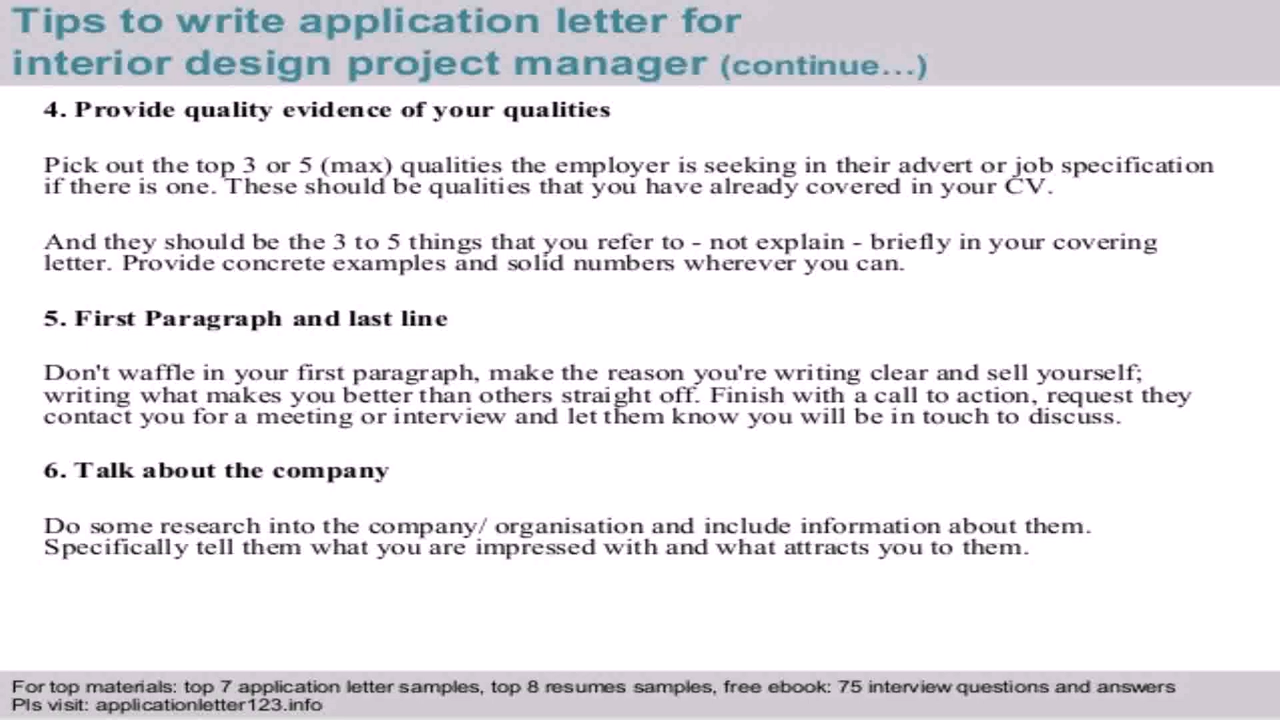 Tips to write application letter for
interior design project manager (continue...)
4. Provide quality evidence of your qualities
Pick out the top 3 or 5 (max) qualities the employer is seeking in their advert or job specification
if there is one. These should be qualities that you have already covered in your CV.
And they should be the 3 to 5 things that you refer to - not explain - briefly in your covering
letter. Provide concrete examples and solid numbers wherever you can.
5. First Paragraph and last line
Don't waffle in your first paragraph, make the reason you're writing clear and sell yourself;
writing what makes you better than others straight off. Finish with a call to action, request they
contact you for a meeting or interview and let them know you will be in touch to discuss.
6. Talk about the company
Do some research into the company/ organisation and include information about them.
Specifically tell them what you are impressed with and what attracts you to them.
For top materials: top 7 application letter samples, top 8 resumes samples, free ebook: 75 interview questions and answers
Pls visit: applicationletter123.info